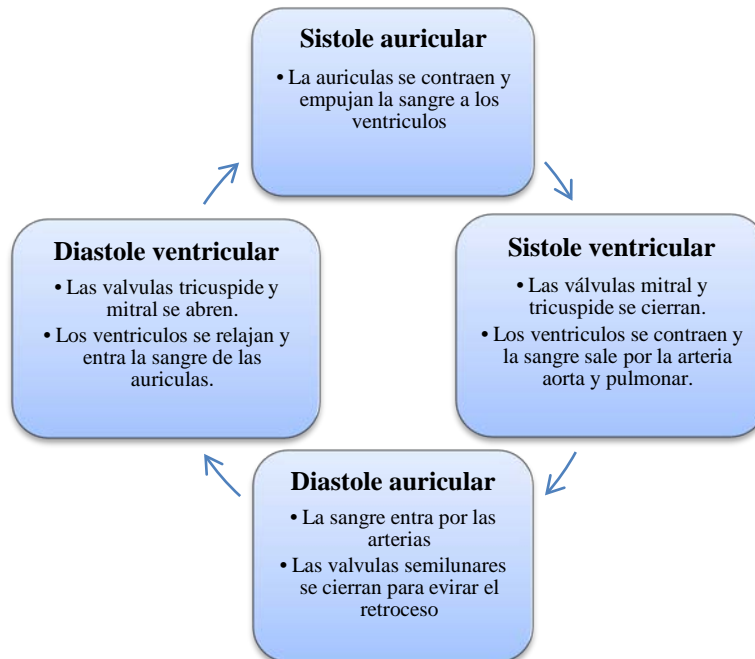 Sistole auricular
• La auriculas se contraen y
empujan la sangre a los
ventriculos
Sistole ventricular
• Las válvulas mitral y
tricuspide se cierran.
• Los ventriculos se contraen y
la sangre sale por la arteria
aorta y pulmonar.
Diastole auricular
• La sangre entra por las
arterias
• Las valvulas semilunares
se cierran para evirar el
retroceso
Diastole ventricular
• Las valvulas tricuspide y
mitral se abren.
• Los ventriculos se relajan y
entra la sangre de las
auriculas.